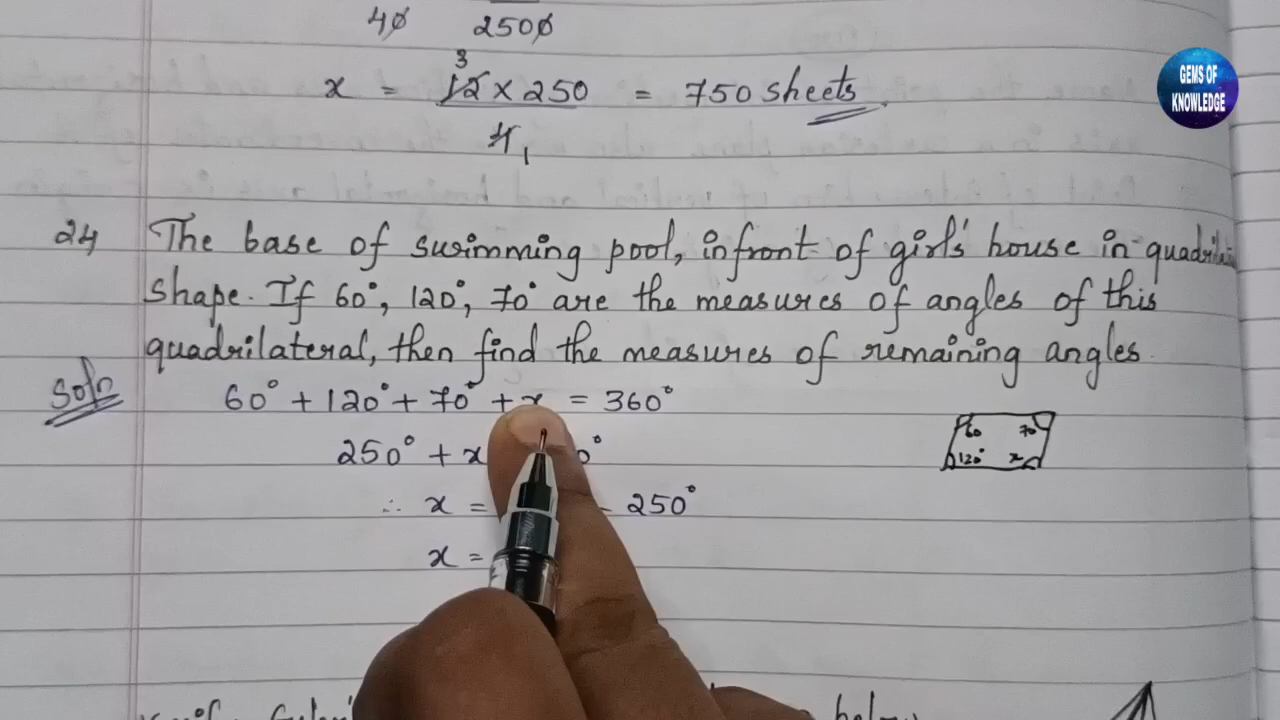 40 2500
x = 12 3 × 250 = 750 sheets
4 1
GEMS OF
KNOWLEDGE
24 The base of swimming pool, infront of girls' house in
shape. If 60°, 120°, 70° are the measures of angles of this
quadrilateral, then find the measures of remaining angles.
Soln 60° + 120° + 70° + x = 360°
60 70
250° + x 0°
120° x
∴ x = - 250°
x =
below